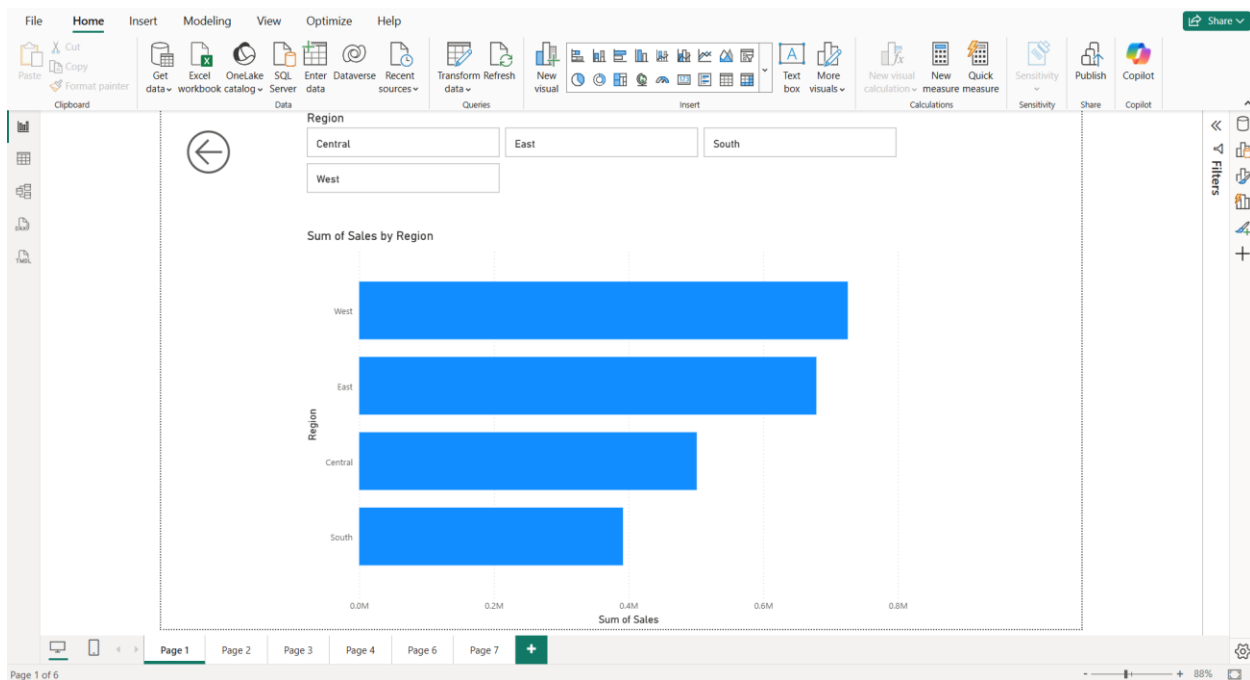 File Home Insert Modeling View Optimize Help Share
Paste
Cut
Copy
Format painter
Clipboard
Get data
Excel workbook
OneLake catalog
SQL Server
Enter data
Dataverse
Recent sources
Data
Transform data
Refresh
Queries
New visual
A
Text box
More visuals
Insert
New visual calculation
New measure
Quick measure
Calculations
Sensitivity
Sensitivity
Publish
Share
Copilot
Copilot
Region
Central East South
West
Filters
Sum of Sales by Region
Region
West
East
Central
South
0.0M 0.2M 0.4M 0.6M 0.8M
Sum of Sales
Page 1 Page 2 Page 3 Page 4 Page 6 Page 7 +
Page 1 of 6 - + 88%